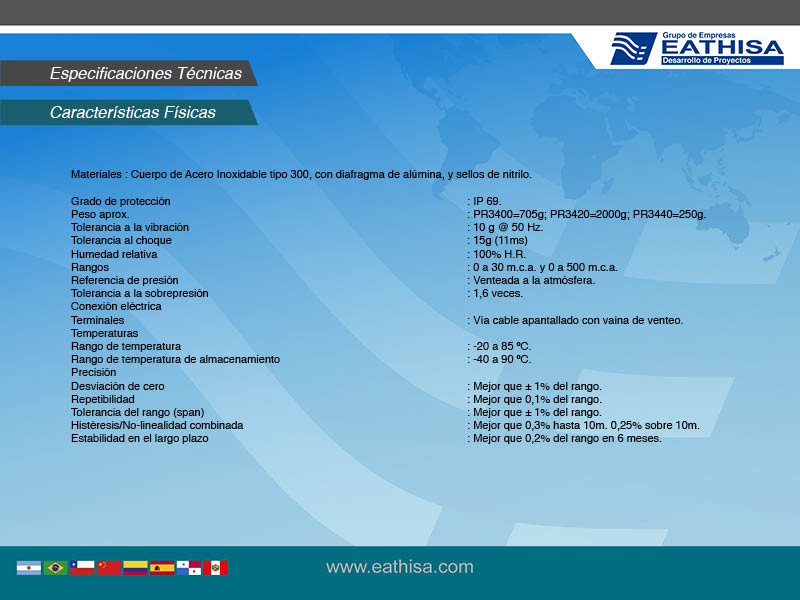 Grupo de Empresas
EATHISA
Desarrollo de Proyectos
Especificaciones Técnicas
Características Físicas
Materiales : Cuerpo de Acero Inoxidable tipo 300, con diafragma de alúmina, y sellos de nitrilo.
Grado de protección : IP 69.
Peso aprox. : PR3400=705g; PR3420=2000g; PR3440=250g.
Tolerancia a la vibración : 10 g @ 50 Hz.
Tolerancia al choque : 15g (11ms)
Humedad relativa : 100% H.R.
Rangos : 0 a 30 m.c.a. y 0 a 500 m.c.a.
Referencia de presión : Venteada a la atmósfera.
Tolerancia a la sobrepresión : 1,6 veces.
Conexión eléctrica
Terminales : Vía cable apantallado con vaina de venteo.
Temperaturas
Rango de temperatura : -20 a 85 ºC.
Rango de temperatura de almacenamiento : -40 a 90 ºC.
Precisión
Desviación de cero : Mejor que ± 1% del rango.
Repetibilidad : Mejor que 0,1% del rango.
Tolerancia del rango (span) : Mejor que ± 1% del rango.
Histéresis/No-linealidad combinada : Mejor que 0,3% hasta 10m. 0,25% sobre 10m.
Estabilidad en el largo plazo : Mejor que 0,2% del rango en 6 meses.
www.eathisa.com